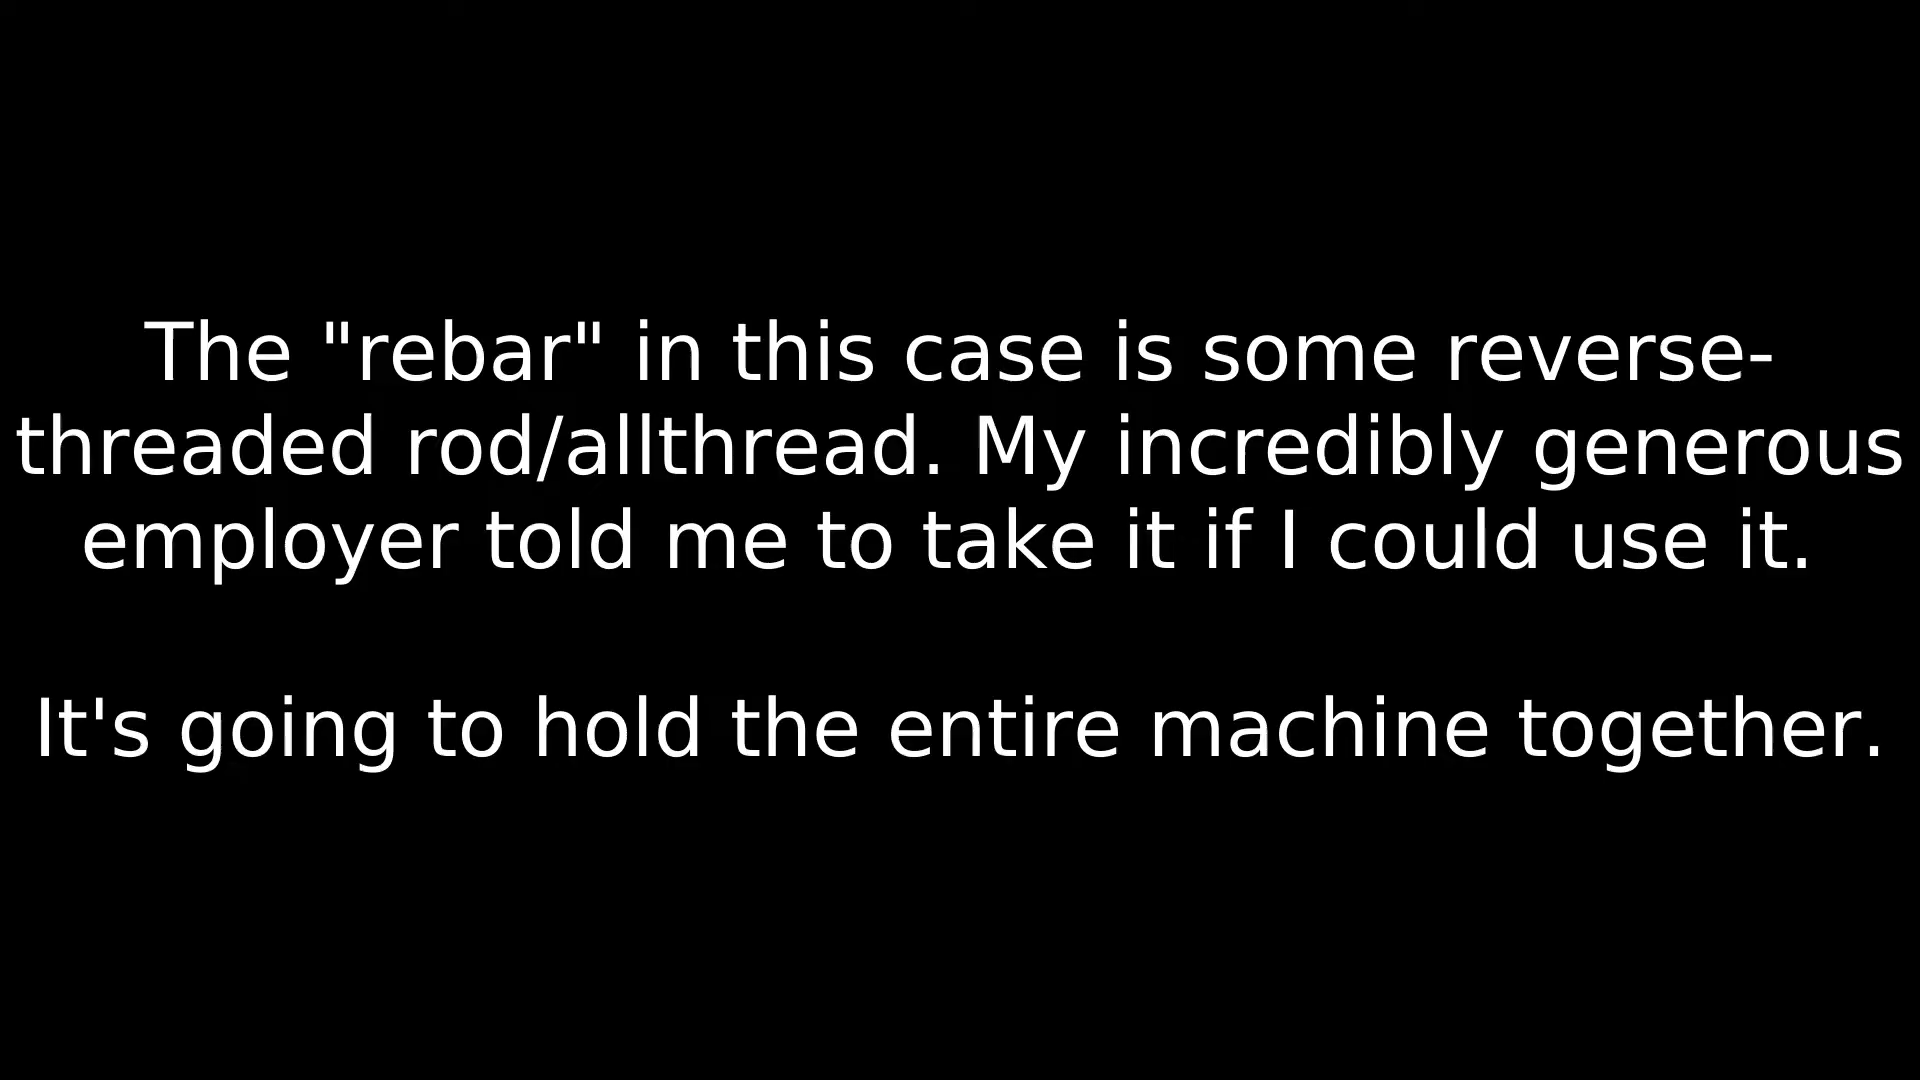 The "rebar" in this case is some reverse-
threaded rod/allthread. My incredibly generous
employer told me to take it if I could use it.
It's going to hold the entire machine together.